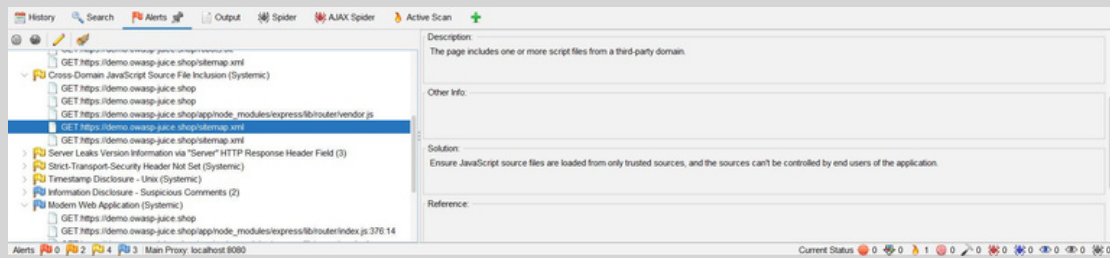 History Search Alerts Output Spider AJAX Spider Active Scan
GET:https://demo.owasp-juice.shop/sitemap.xml
Cross-Domain JavaScript Source File Inclusion (Systemic)
GET:https://demo.owasp-juice.shop
GET:https://demo.owasp-juice.shop
GET:https://demo.owasp-juice.shop/app/node_modules/express/lib/router/vendor.js
GET:https://demo.owasp-juice.shop/sitemap.xml
GET:https://demo.owasp-juice.shop/sitemap.xml
Server Leaks Version Information via "Server" HTTP Response Header Field (3)
Strict-Transport-Security Header Not Set (Systemic)
Timestamp Disclosure - Unix (Systemic)
Information Disclosure - Suspicious Comments (2)
Modern Web Application (Systemic)
GET:https://demo.owasp-juice.shop
GET:https://demo.owasp-juice.shop/app/node_modules/express/lib/router/index.js:376:14
Description:
The page includes one or more script files from a third-party domain.
Other Info:
Solution:
Ensure JavaScript source files are loaded from only trusted sources, and the sources can't be controlled by end users of the application.
Reference:
Alerts 0 2 4 3 Main Proxy: localhost:8080
Current Status 0 0 1 0 0 0 0 0 0 0